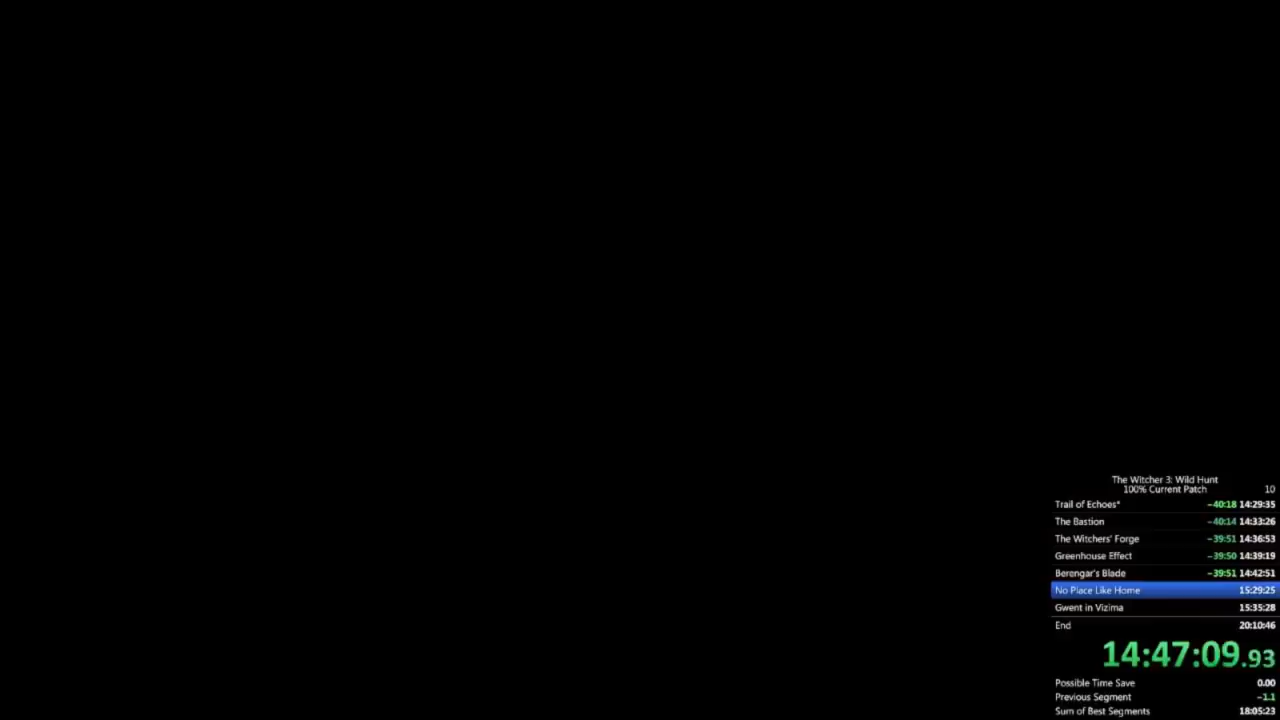 The Witcher 3: Wild Hunt
100% Current Patch 10
Trail of Echoes* -40:18 14:29:35
The Bastion -40:14 14:33:26
The Witchers' Forge -39:51 14:36:53
Greenhouse Effect -39:50 14:39:19
Berengar's Blade -39:51 14:42:51
No Place Like Home 15:29:25
Gwent in Vizima 15:35:28
End 20:10:46
14:47:09.93
Possible Time Save 0.00
Previous Segment -1.1
Sum of Best Segments 18:05:23